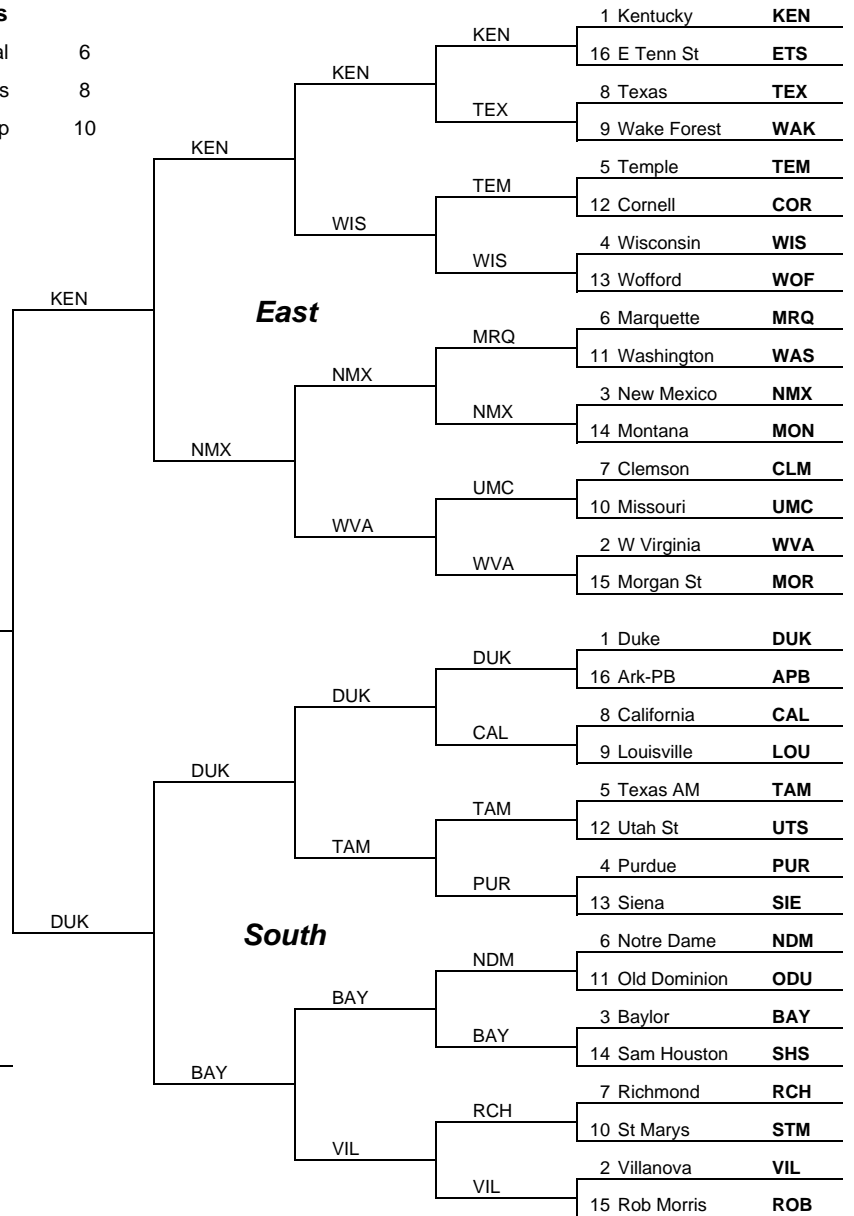 s
al 6
s 8
p 10
1 Kentucky KEN
KEN
16 E Tenn St ETS
KEN
8 Texas TEX
TEX
9 Wake Forest WAK
KEN
5 Temple TEM
TEM
12 Cornell COR
WIS
4 Wisconsin WIS
WIS
13 Wofford WOF
KEN
East
6 Marquette MRQ
MRQ
11 Washington WAS
NMX
3 New Mexico NMX
NMX
14 Montana MON
NMX
7 Clemson CLM
UMC
10 Missouri UMC
WVA
2 W Virginia WVA
WVA
15 Morgan St MOR
1 Duke DUK
DUK
16 Ark-PB APB
DUK
8 California CAL
CAL
9 Louisville LOU
DUK
5 Texas AM TAM
TAM
12 Utah St UTS
TAM
4 Purdue PUR
PUR
13 Siena SIE
DUK
South
6 Notre Dame NDM
NDM
11 Old Dominion ODU
BAY
3 Baylor BAY
BAY
14 Sam Houston SHS
BAY
7 Richmond RCH
RCH
10 St Marys STM
VIL
2 Villanova VIL
VIL
15 Rob Morris ROB